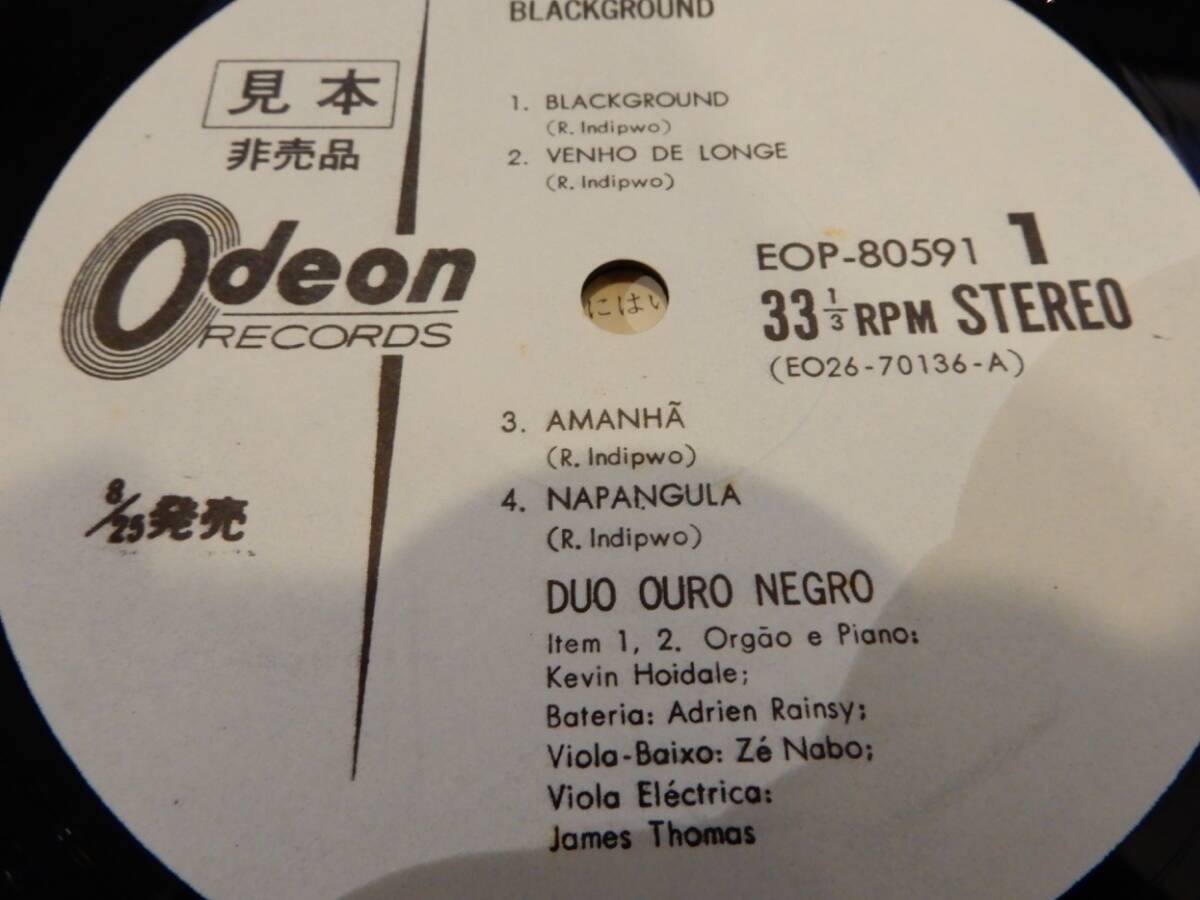 BLACKGROUND
見本
非売品
1. BLACKGROUND
(R. Indipwo)
2. VENHO DE LONGE
(R. Indipwo)
Odeon
RECORDS
にはい
EOP-80591 1
33 1/3 RPM STEREO
(EO26-70136-A)
3. AMANHÃ
(R. Indipwo)
4. NAPANGULA
(R. Indipwo)
8/25発売
DUO OURO NEGRO
Item 1, 2. Orgão e Piano:
Kevin Hoidale;
Bateria: Adrien Rainsy;
Viola-Baixo: Zé Nabo;
Viola Eléctrica:
James Thomas